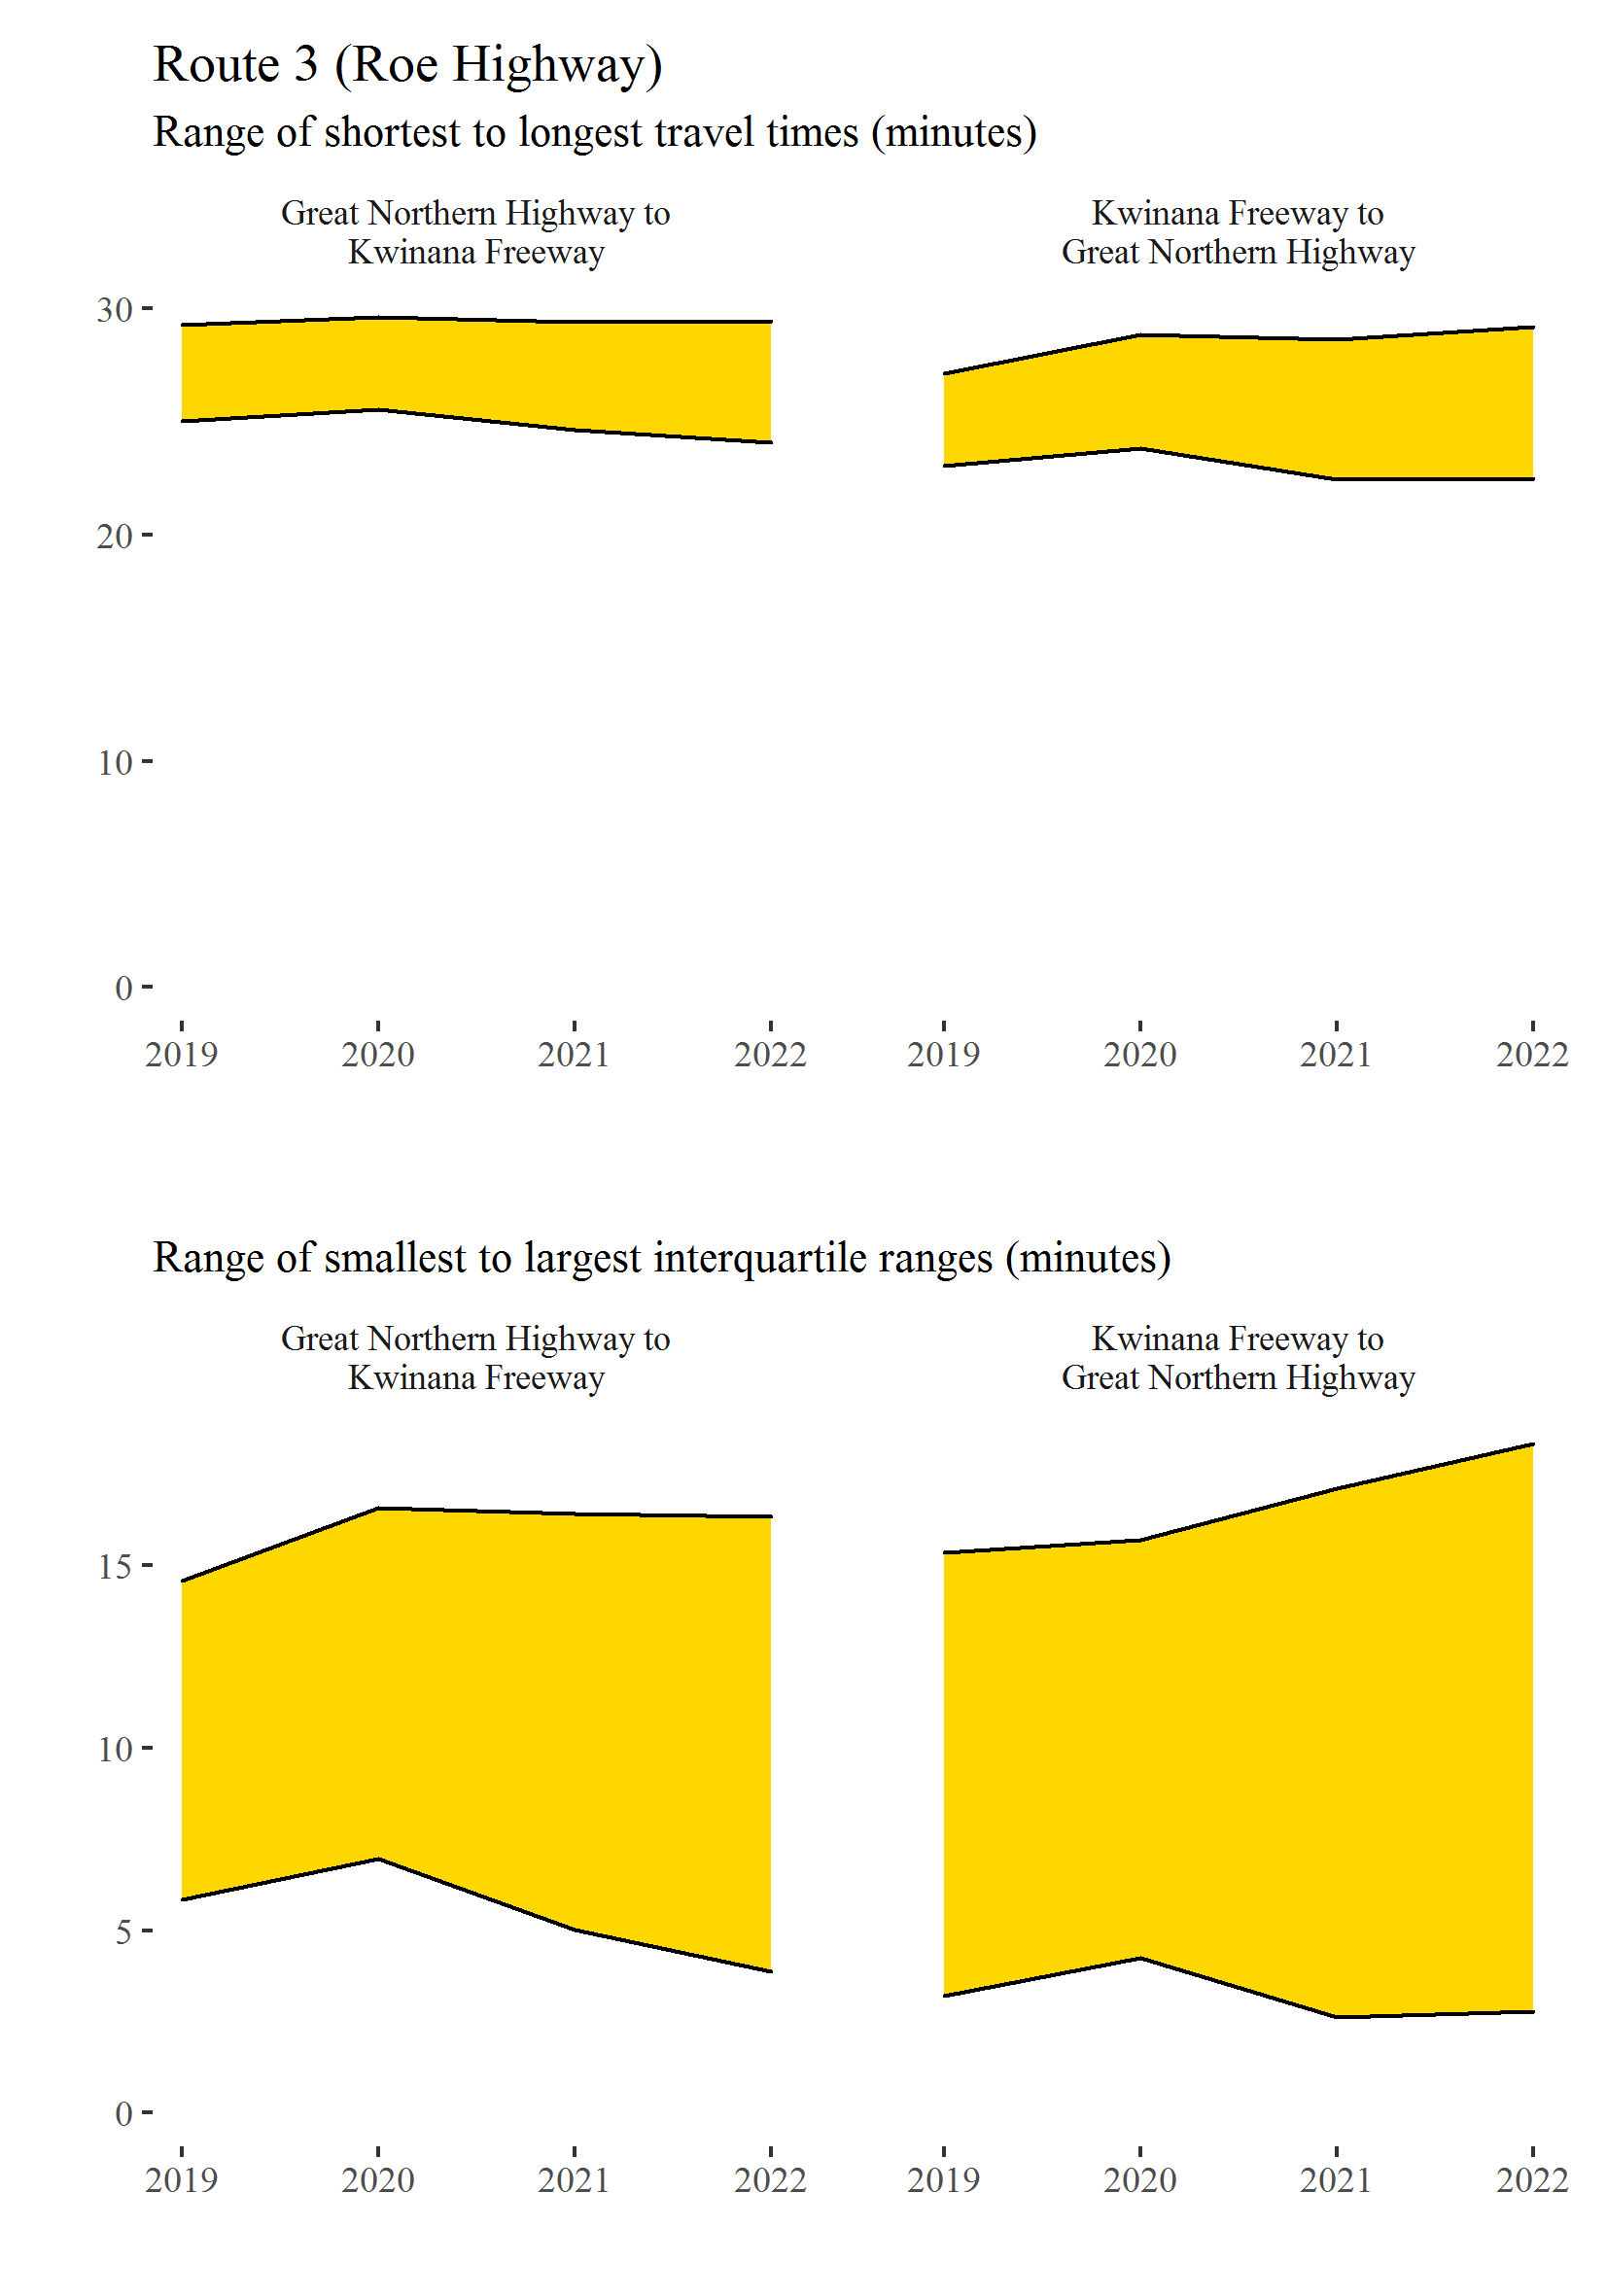 Route 3 (Roe Highway)
Range of shortest to longest travel times (minutes)
Great Northern Highway to
Kwinana Freeway
Kwinana Freeway to
Great Northern Highway
30
20
10
0
2019 2020 2021 2022 2019 2020 2021 2022
Range of smallest to largest interquartile ranges (minutes)
Great Northern Highway to
Kwinana Freeway
Kwinana Freeway to
Great Northern Highway
15
10
5
0
2019 2020 2021 2022 2019 2020 2021 2022